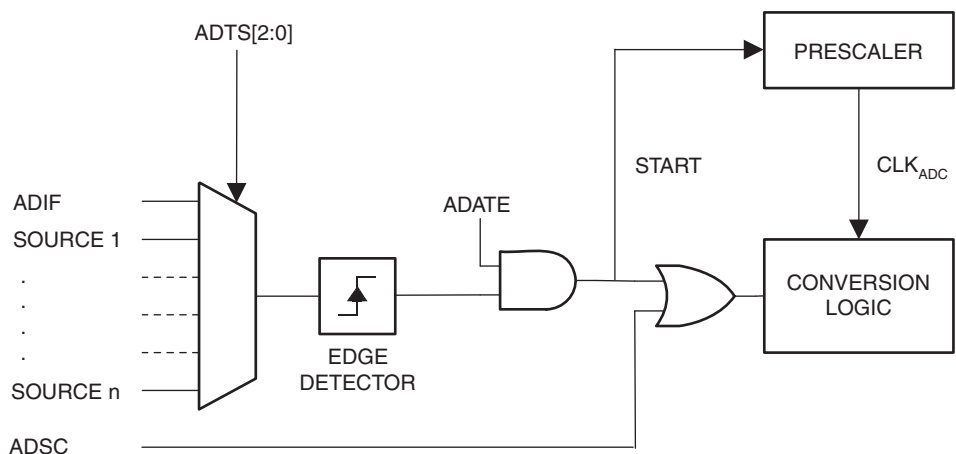 ADTS[2:0]
PRESCALER
START
CLKADC
ADIF
ADATE
SOURCE 1
.
.
.
.
CONVERSION
LOGIC
EDGE
DETECTOR
SOURCE n
ADSC